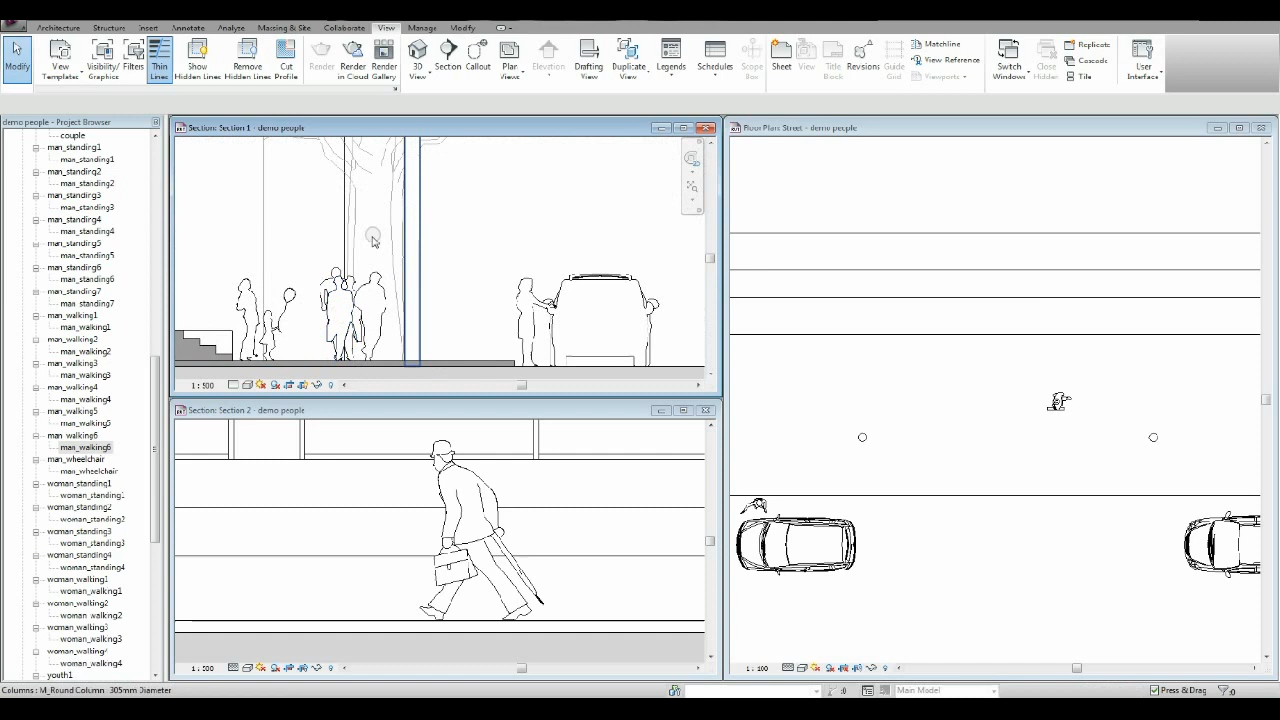 Architecture Structure Insert Annotate Analyze Massing & Site Collaborate View Manage Modify
Modify
View Templates
Visibility/ Graphics
Filters
Thin Lines
Show Hidden Lines
Remove Hidden Lines
Cut Profile
Render
Render in Cloud
Render Gallery
3D View
Section
Callout
Plan Views
Elevation
Drafting View
Duplicate View
Legends
Schedules
Scope Box
Sheet
View
Title Block
Revisions
Guide Grid
Matchline
View Reference
Viewports
Switch Windows
Close Hidden
Replicate
Cascade
Tile
User Interface
demo people - Project Browser
couple
man_standing1
man_standing1
man_standing2
man_standing2
man_standing3
man_standing3
man_standing4
man_standing4
man_standing5
man_standing5
man_standing6
man_standing6
man_standing7
man_standing7
man_walking1
man_walking1
man_walking2
man_walking2
man_walking3
man_walking3
man_walking4
man_walking4
man_walking5
man_walking5
man_walking6
man_walking6
man_wheelchair
man_wheelchair
woman_standing1
woman_standing1
woman_standing2
woman_standing2
woman_standing3
woman_standing3
woman_standing4
woman_standing4
woman_walking1
woman_walking1
woman_walking2
woman_walking2
woman_walking3
woman_walking3
woman_walking4
woman_walking4
youth1
Section: Section 1 - demo people
1 : 500
Section: Section 2 - demo people
1 : 500
Floor Plan: Street - demo people
1 : 100
Columns : M_Round Column : 305mm Diameter
:0
Main Model
Press & Drag
:0